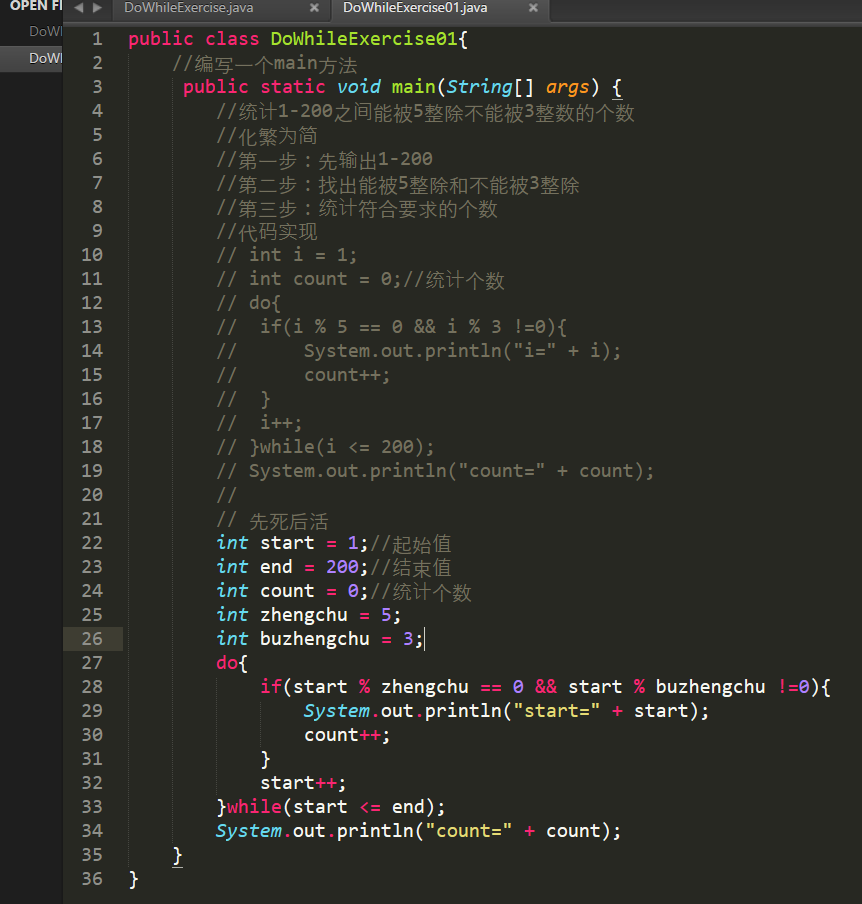 OPEN FI
DoWhileExercise.java
DoWhileExercise01.java
DoWl
DoWl
1 public class DoWhileExercise01{
2 //编写一个main方法
3 public static void main(String[] args) {
4 //统计1-200之间能被5整除不能被3整数的个数
5 //化繁为简
6 //第一步：先输出1-200
7 //第二步：找出能被5整除和不能被3整除
8 //第三步：统计符合要求的个数
9 //代码实现
10 // int i = 1;
11 // int count = 0;//统计个数
12 // do{
13 // if(i % 5 == 0 && i % 3 !=0){
14 // System.out.println("i=" + i);
15 // count++;
16 // }
17 // i++;
18 // }while(i <= 200);
19 // System.out.println("count=" + count);
20 //
21 // 先死后活
22 int start = 1;//起始值
23 int end = 200;//结束值
24 int count = 0;//统计个数
25 int zhengchu = 5;
26 int buzhengchu = 3;
27 do{
28 if(start % zhengchu == 0 && start % buzhengchu !=0){
29 System.out.println("start=" + start);
30 count++;
31 }
32 start++;
33 }while(start <= end);
34 System.out.println("count=" + count);
35 }
36 }